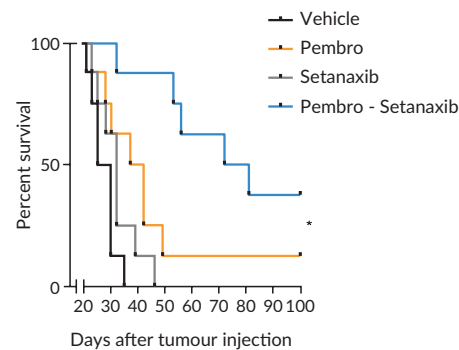 Vehicle
Pembro
Setanaxib
Pembro - Setanaxib
100
50
0
Percent survival
*
20 30 40 50 60 70 80 90 100
Days after tumour injection